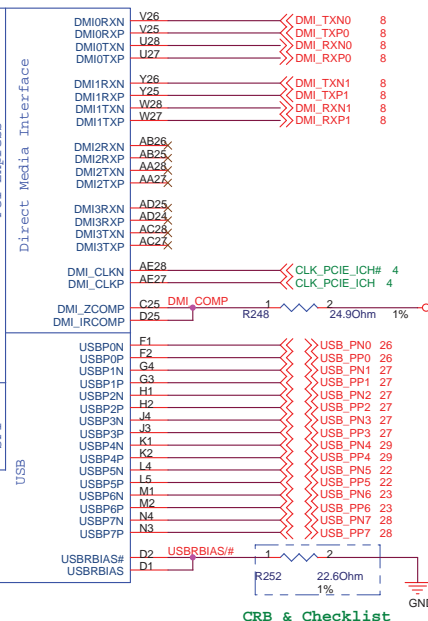 DMI0RXN V26 DMI_TXN0 8
DMI0RXP V25 DMI_TXP0 8
DMI0TXN U28 DMI_RXN0 8
DMI0TXP U27 DMI_RXP0 8
DMI1RXN Y26 DMI_TXN1 8
DMI1RXP Y25 DMI_TXP1 8
DMI1TXN W28 DMI_RXN1 8
DMI1TXP W27 DMI_RXP1 8
DMI2RXN AB26
DMI2RXP AB25
DMI2TXN AA28
DMI2TXP AA27
DMI3RXN AD25
DMI3RXP AD24
DMI3TXN AC28
DMI3TXP AC27
Direct Media Interface
DMI_CLKN AE28 CLK_PCIE_ICH# 4
DMI_CLKP AE27 CLK_PCIE_ICH 4
DMI_ZCOMP C25 DMI_COMP 1 2
DMI_IRCOMP D25 R248 24.9Ohm 1%
USBP0N F1 USB_PN0 26
USBP0P F2 USB_PP0 26
USBP1N G4 USB_PN1 27
USBP1P G3 USB_PP1 27
USBP2N H1 USB_PN2 27
USBP2P H2 USB_PP2 27
USBP3N J4 USB_PN3 27
USBP3P J3 USB_PP3 27
USBP4N K1 USB_PN4 29
USBP4P K2 USB_PP4 29
USBP5N L4 USB_PN5 22
USBP5P L5 USB_PP5 22
USBP6N M1 USB_PN6 23
USBP6P M2 USB_PP6 23
USBP7N N4 USB_PN7 28
USBP7P N3 USB_PP7 28
USB
USBRBIAS# D2 USBRBIAS/# 1 2
USBRBIAS D1 R252 22.6Ohm
1%
GND
CRB & Checklist